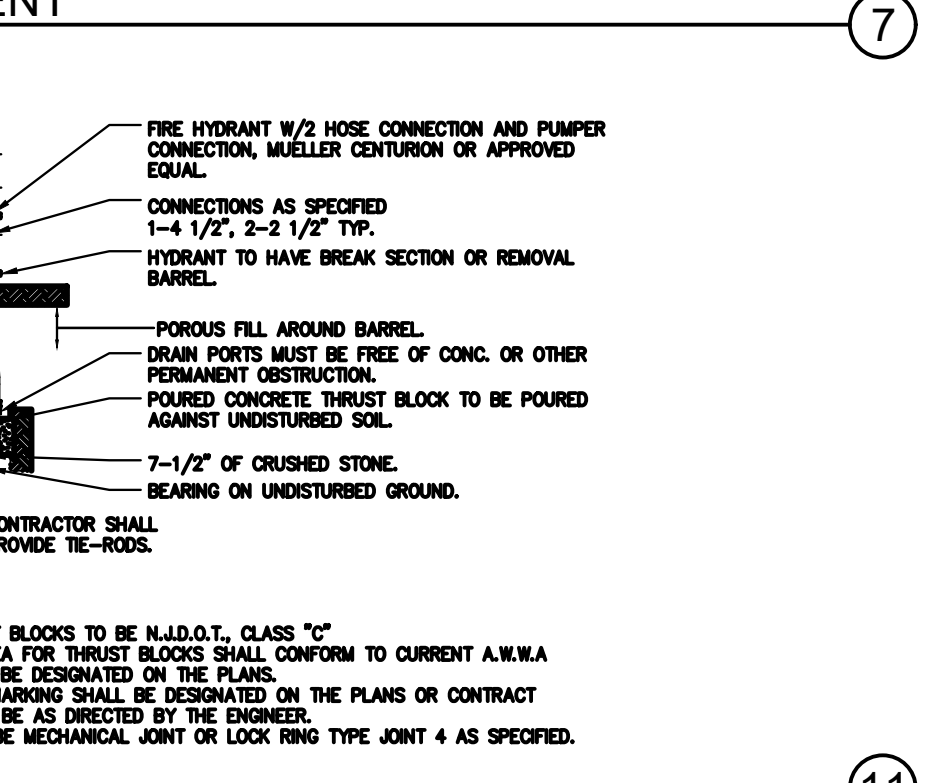 7
FIRE HYDRANT W/2 HOSE CONNECTION AND PUMPER
CONNECTION, MUELLER CENTURION OR APPROVED
EQUAL.
CONNECTIONS AS SPECIFIED
1-4 1/2", 2-2 1/2" TYP.
HYDRANT TO HAVE BREAK SECTION OR REMOVAL
BARREL.
POROUS FILL AROUND BARREL.
DRAIN PORTS MUST BE FREE OF CONC. OR OTHER
PERMANENT OBSTRUCTION.
POURED CONCRETE THRUST BLOCK TO BE POURED
AGAINST UNDISTURBED SOIL.
7-1/2" OF CRUSHED STONE.
BEARING ON UNDISTURBED GROUND.
SHALL
TIE-RODS.
BLOCKS TO BE N.J.D.O.T., CLASS "C"
FOR THRUST BLOCKS SHALL CONFORM TO CURRENT A.W.W.A
BE DESIGNATED ON THE PLANS.
SHALL BE DESIGNATED ON THE PLANS OR CONTRACT
BE AS DIRECTED BY THE ENGINEER.
BE MECHANICAL JOINT OR LOCK RING TYPE JOINT 4 AS SPECIFIED.
11